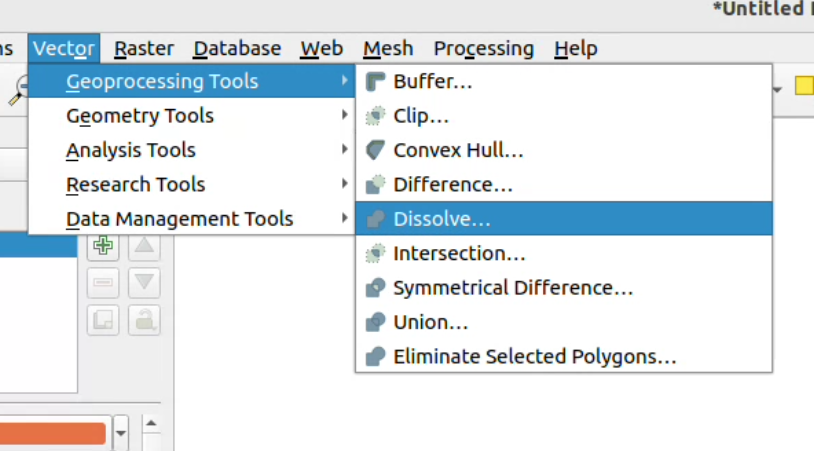 *Untitled
ns Vector Raster Database Web Mesh Processing Help
Geoprocessing Tools
Geometry Tools
Analysis Tools
Research Tools
Data Management Tools
Buffer...
Clip...
Convex Hull...
Difference...
Dissolve...
Intersection...
Symmetrical Difference...
Union...
Eliminate Selected Polygons...